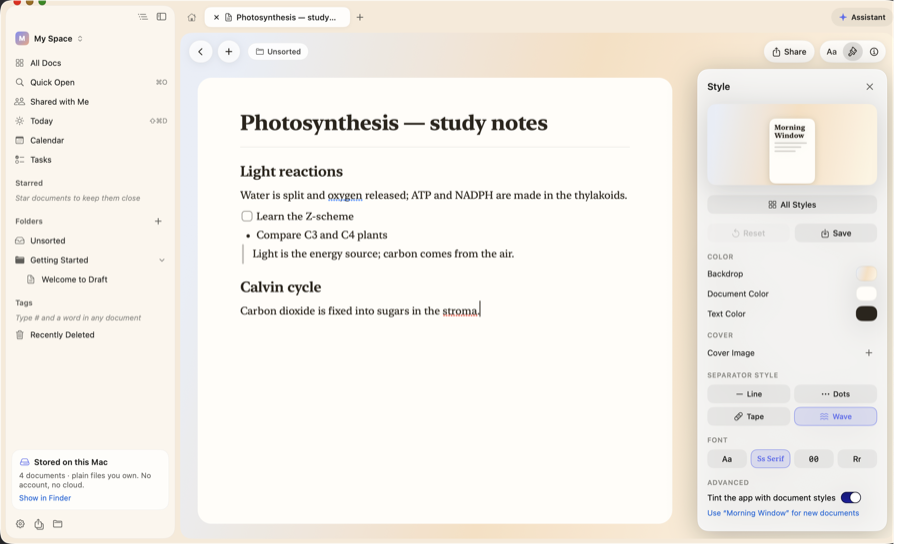 Photosynthesis — study...
Assistant
M My Space
All Docs
Quick Open ⌘O
Shared with Me
Today ⇧⌘D
Calendar
Tasks
Starred
Star documents to keep them close
Folders
Unsorted
Getting Started
Welcome to Draft
Tags
Type # and a word in any document
Recently Deleted
Stored on this Mac
4 documents · plain files you own. No
account, no cloud.
Show in Finder
Unsorted
Share
Aa
Photosynthesis — study notes
Light reactions
Water is split and oxygen released; ATP and NADPH are made in the thylakoids.
Learn the Z-scheme
• Compare C3 and C4 plants
Light is the energy source; carbon comes from the air.
Calvin cycle
Carbon dioxide is fixed into sugars in the stroma.
Style
Morning
Window
All Styles
Reset Save
COLOR
Backdrop
Document Color
Text Color
COVER
Cover Image
SEPARATOR STYLE
Line Dots
Tape Wave
FONT
Aa Ss Serif 00 Rr
ADVANCED
Tint the app with document styles
Use "Morning Window" for new documents